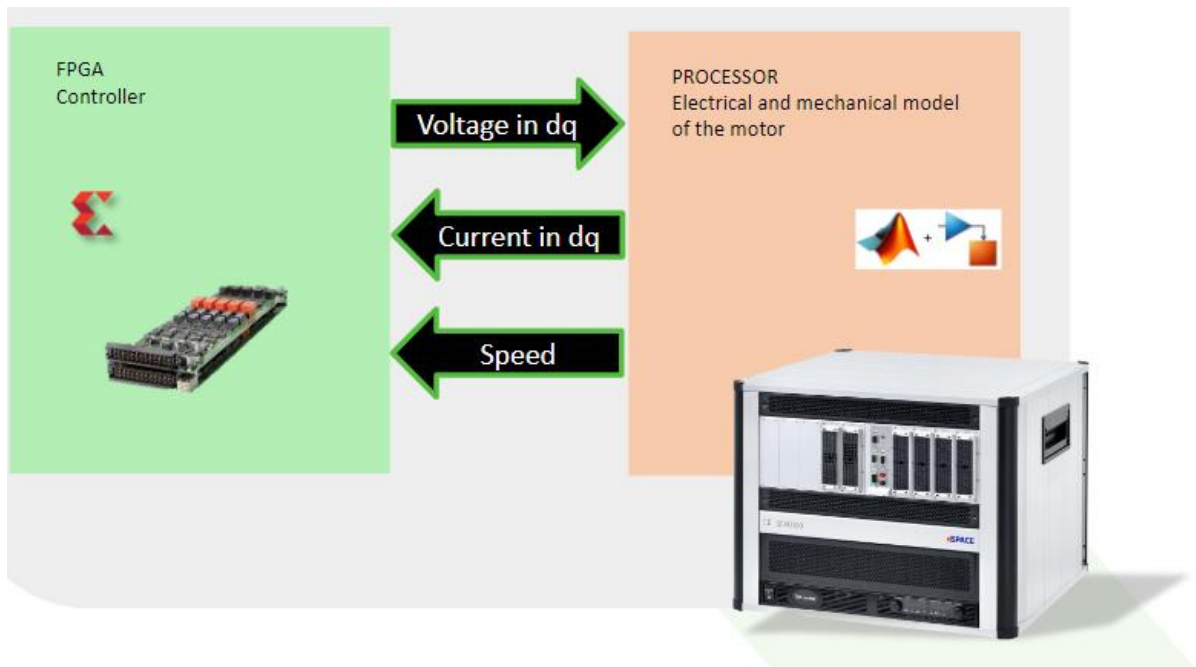 FPGA
Controller
PROCESSOR
Electrical and mechanical model
of the motor
Voltage in dq
Current in dq
+
Speed
dSPACE